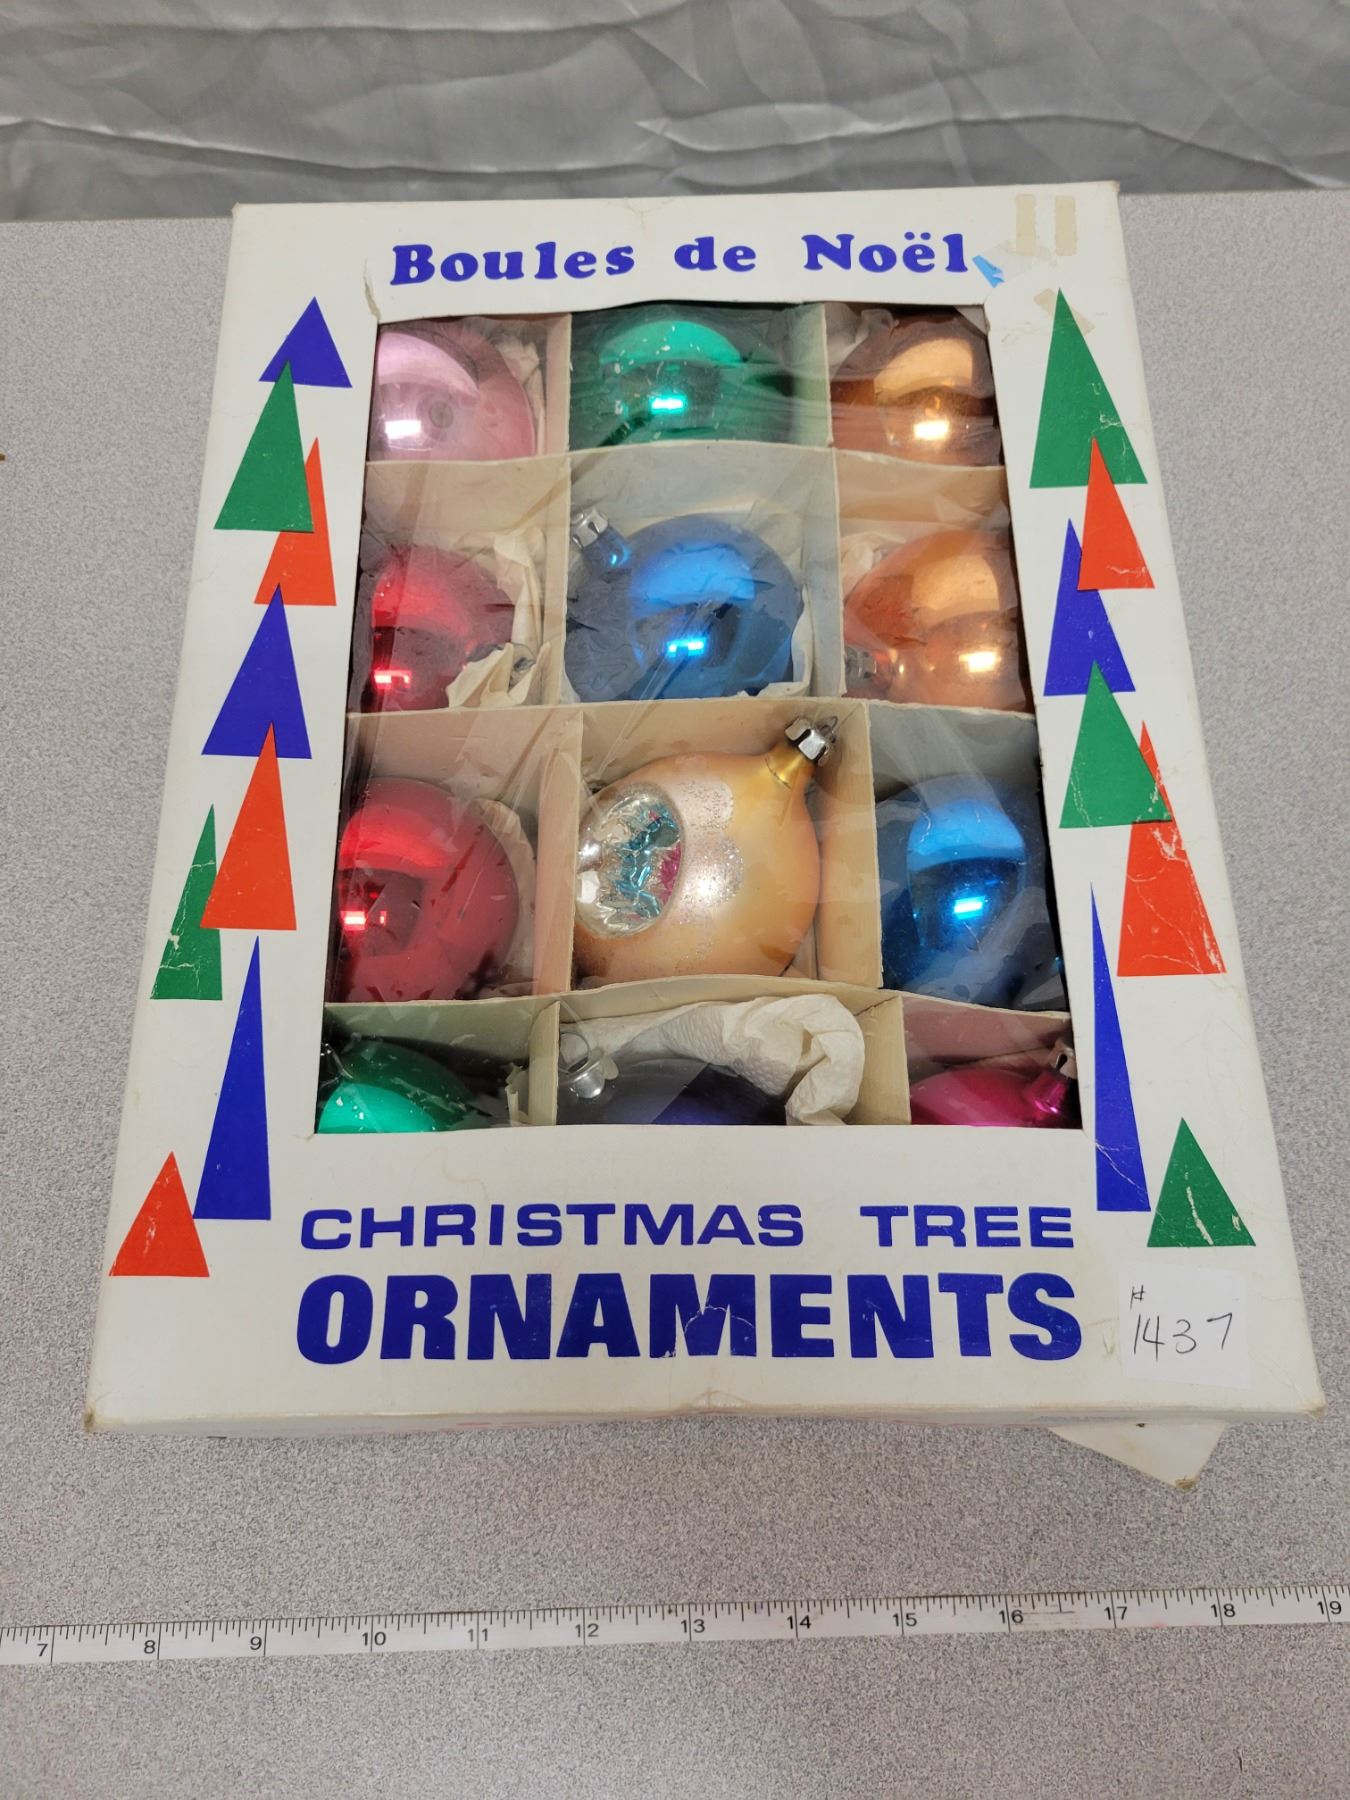 Boules de Noël
CHRISTMAS TREE
ORNAMENTS
#
1437
7 8 9 10 11 12 13 14 15 16 17 18 19